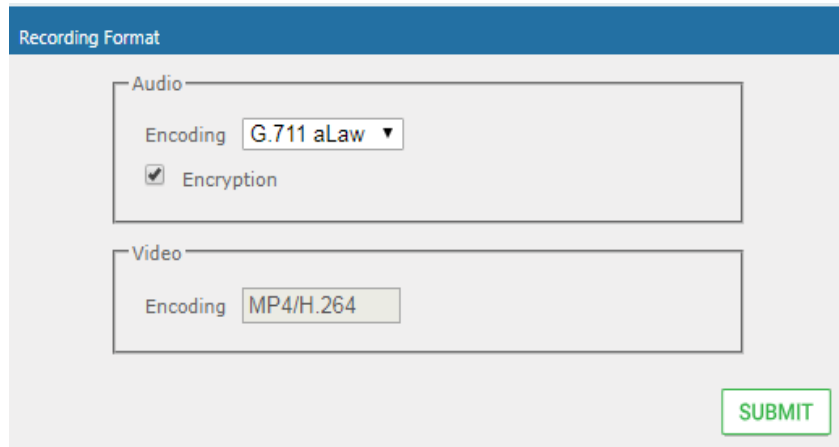 Recording Format
Audio
Encoding G.711 aLaw
Encryption
Video
Encoding MP4/H.264
SUBMIT